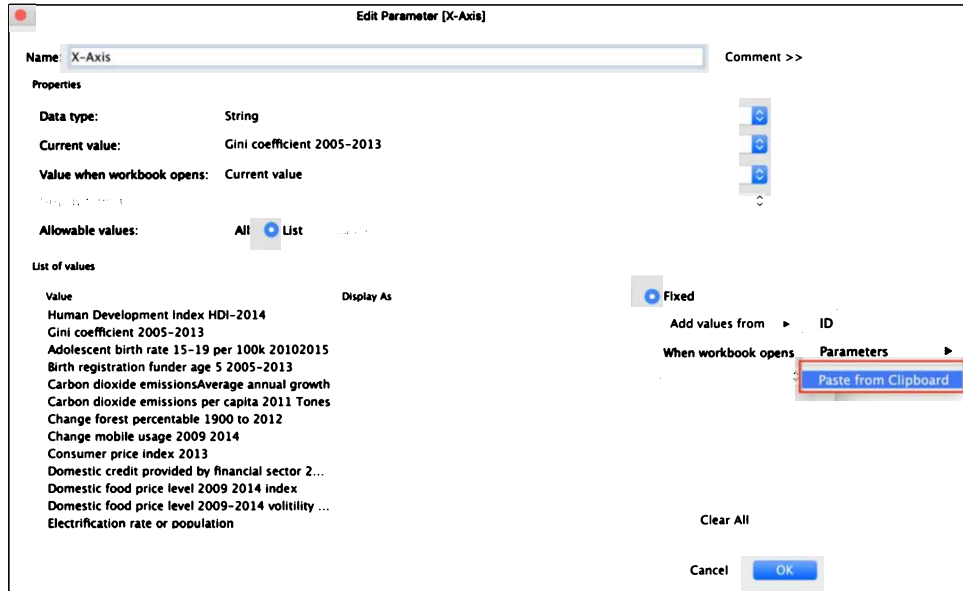 Edit Parameter [X-Axis]
Name: X-Axis
Comment >>
Properties
Data type: String
Current value: Gini coefficient 2005-2013
Value when workbook opens: Current value
Allowable values: All List
List of values
Value Display As
Fixed
Human Development Index HDI-2014
Gini coefficient 2005-2013
Adolescent birth rate 15-19 per 100k 20102015
Birth registration funder age 5 2005-2013
Carbon dioxide emissionsAverage annual growth
Carbon dioxide emissions per capita 2011 Tones
Change forest percentable 1900 to 2012
Change mobile usage 2009 2014
Consumer price index 2013
Domestic credit provided by financial sector 2...
Domestic food price level 2009 2014 index
Domestic food price level 2009-2014 volitility ...
Electrification rate or population
Add values from ▸ ID
When workbook opens Parameters ▸
Paste from Clipboard
Clear All
Cancel OK